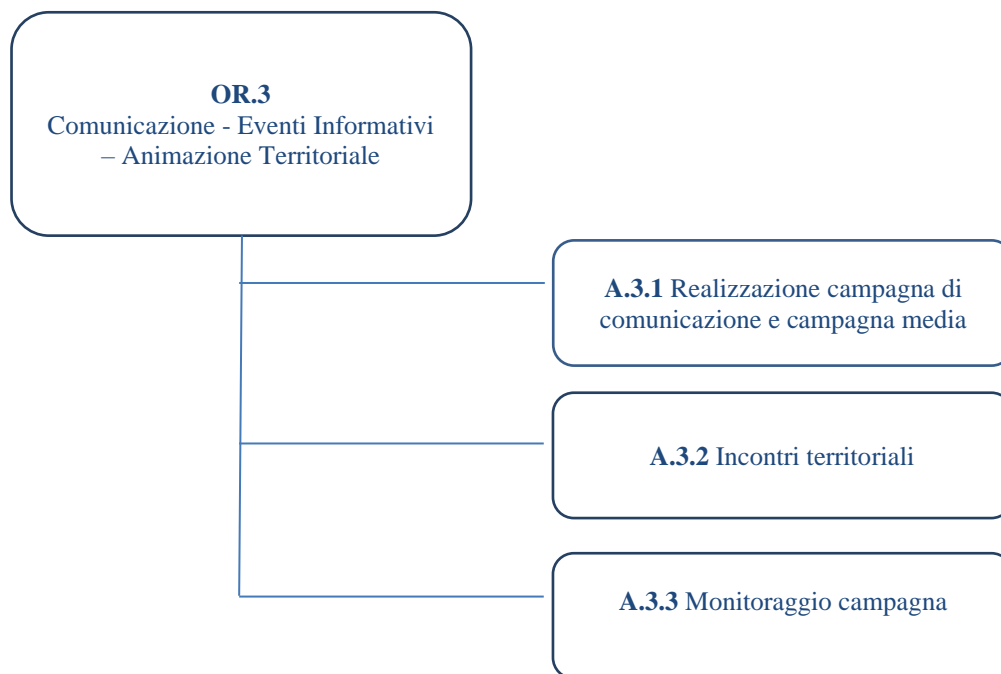 OR.3
Comunicazione - Eventi Informativi
– Animazione Territoriale
A.3.1 Realizzazione campagna di
comunicazione e campagna media
A.3.2 Incontri territoriali
A.3.3 Monitoraggio campagna